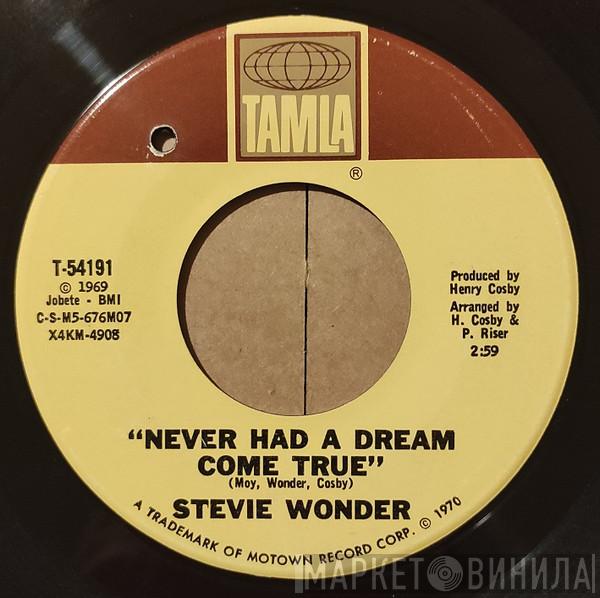 TAMLA
®
T-54191
© 1969
Jobete - BMI
C-S-M5-676M07
X4KM-4908
Produced by
Henry Cosby
Arranged by
H. Cosby &
P. Riser
2:59
"NEVER HAD A DREAM
COME TRUE"
(Moy, Wonder, Cosby)
STEVIE WONDER
A TRADEMARK OF MOTOWN RECORD CORP. © 1970
МАРКЕТ ВИНИЛА